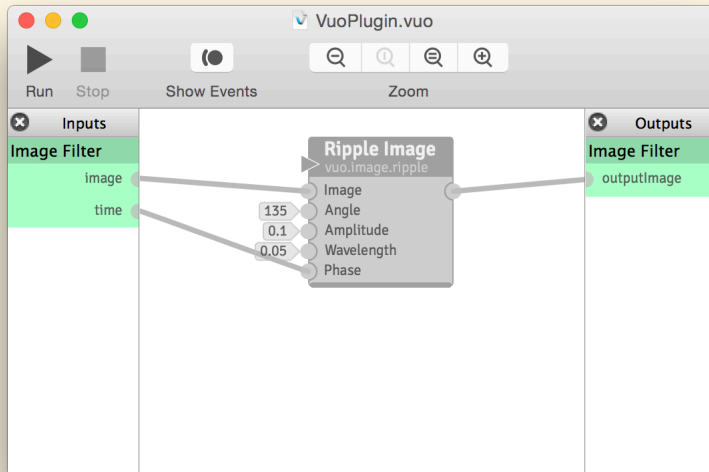 VuoPlugin.vuo
Run
Stop
Show Events
Zoom
Inputs
Image Filter
image
time
Ripple Image
vuo.image.ripple
Image
135 Angle
0.1 Amplitude
0.05 Wavelength
Phase
Outputs
Image Filter
outputImage